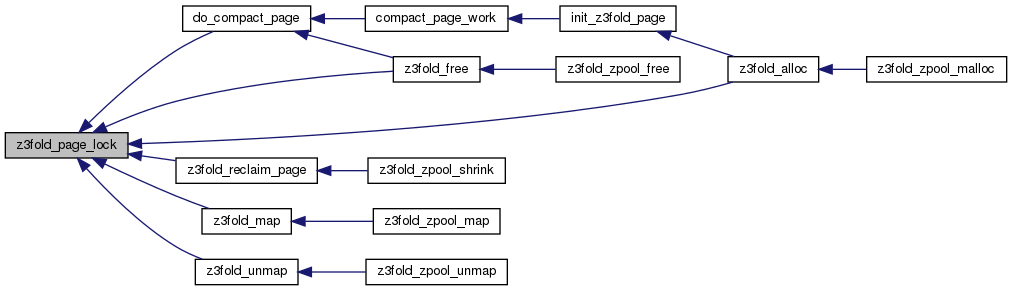 do_compact_page
compact_page_work
init_z3fold_page
z3fold_free
z3fold_zpool_free
z3fold_alloc
z3fold_zpool_malloc
z3fold_page_lock
z3fold_reclaim_page
z3fold_zpool_shrink
z3fold_map
z3fold_zpool_map
z3fold_unmap
z3fold_zpool_unmap